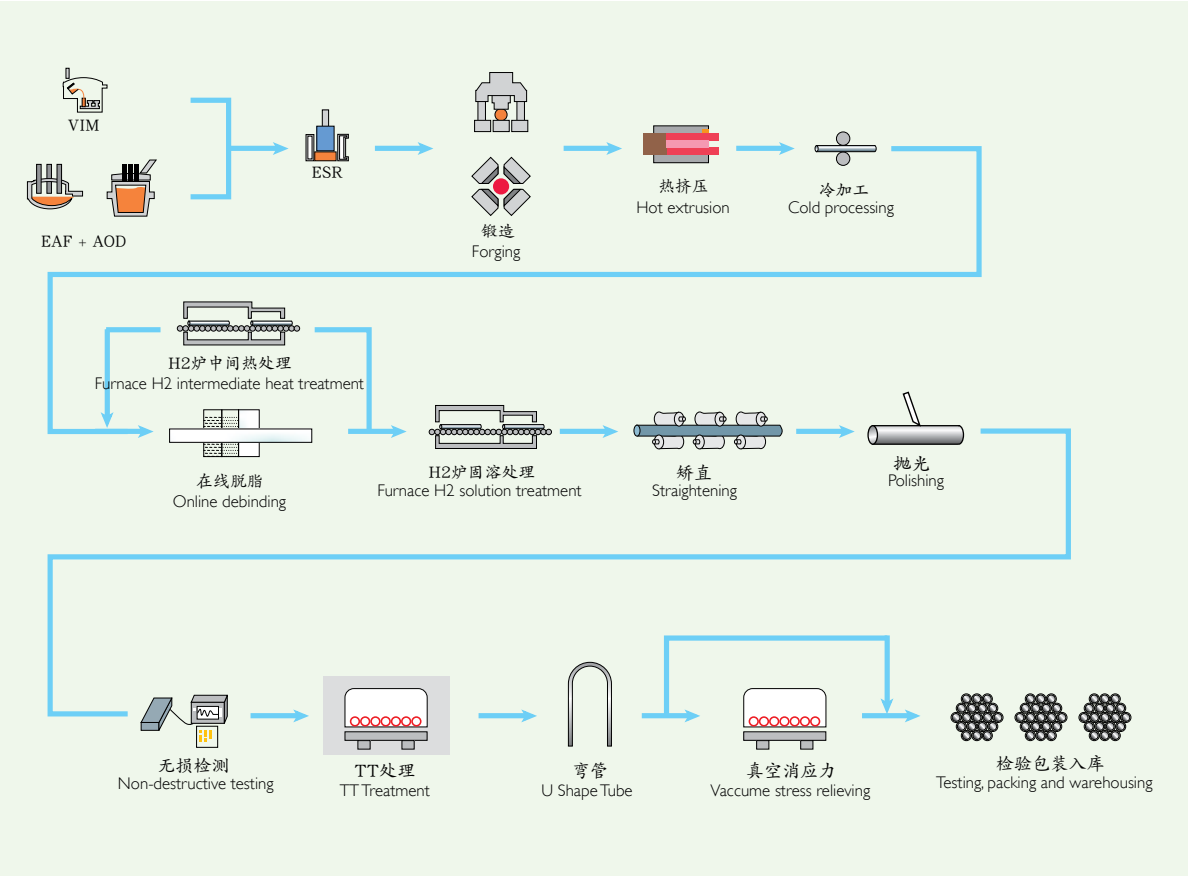 VIM
EAF + AOD
ESR
锻造
Forging
热挤压
Hot extrusion
冷加工
Cold processing
H2炉中间热处理
Furnace H2 intermediate heat treatment
在线脱脂
Online debinding
H2炉固溶处理
Furnace H2 solution treatment
矫直
Straightening
抛光
Polishing
无损检测
Non-destructive testing
TT处理
TT Treatment
弯管
U Shape Tube
真空消应力
Vaccume stress relieving
检验包装入库
Testing, packing and warehousing